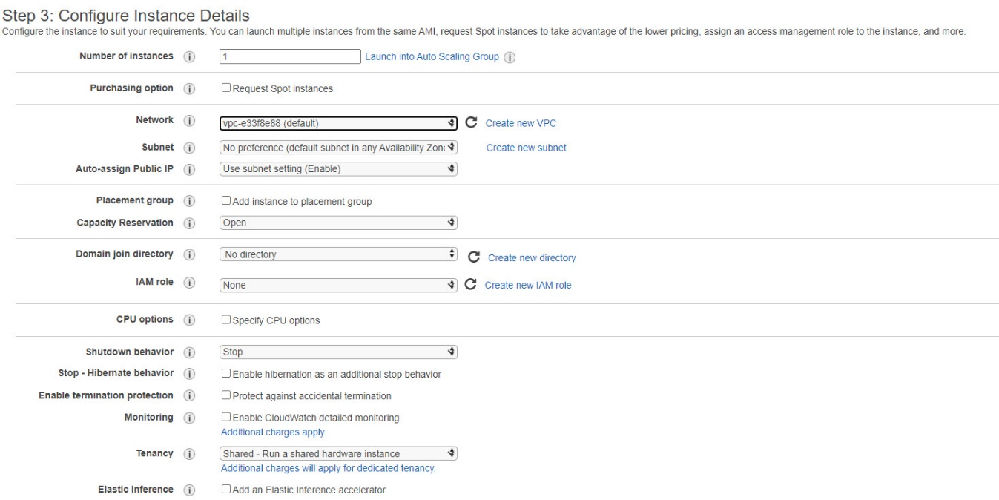 Step 3: Configure Instance Details
Configure the instance to suit your requirements. You can launch multiple instances from the same AMI, request Spot instances to take advantage of the lower pricing, assign an access management role to the instance, and more.
Number of instances i 1 Launch into Auto Scaling Group i
Purchasing option i Request Spot instances
Network i vpc-e33f8e88 (default) Create new VPC
Subnet i No preference (default subnet in any Availability Zone Create new subnet
Auto-assign Public IP i Use subnet setting (Enable)
Placement group i Add instance to placement group
Capacity Reservation i Open
Domain join directory i No directory Create new directory
IAM role i None Create new IAM role
CPU options i Specify CPU options
Shutdown behavior i Stop
Stop - Hibernate behavior i Enable hibernation as an additional stop behavior
Enable termination protection i Protect against accidental termination
Monitoring i Enable CloudWatch detailed monitoring
Additional charges apply.
Tenancy i Shared - Run a shared hardware instance
Additional charges will apply for dedicated tenancy.
Elastic Inference i Add an Elastic Inference accelerator